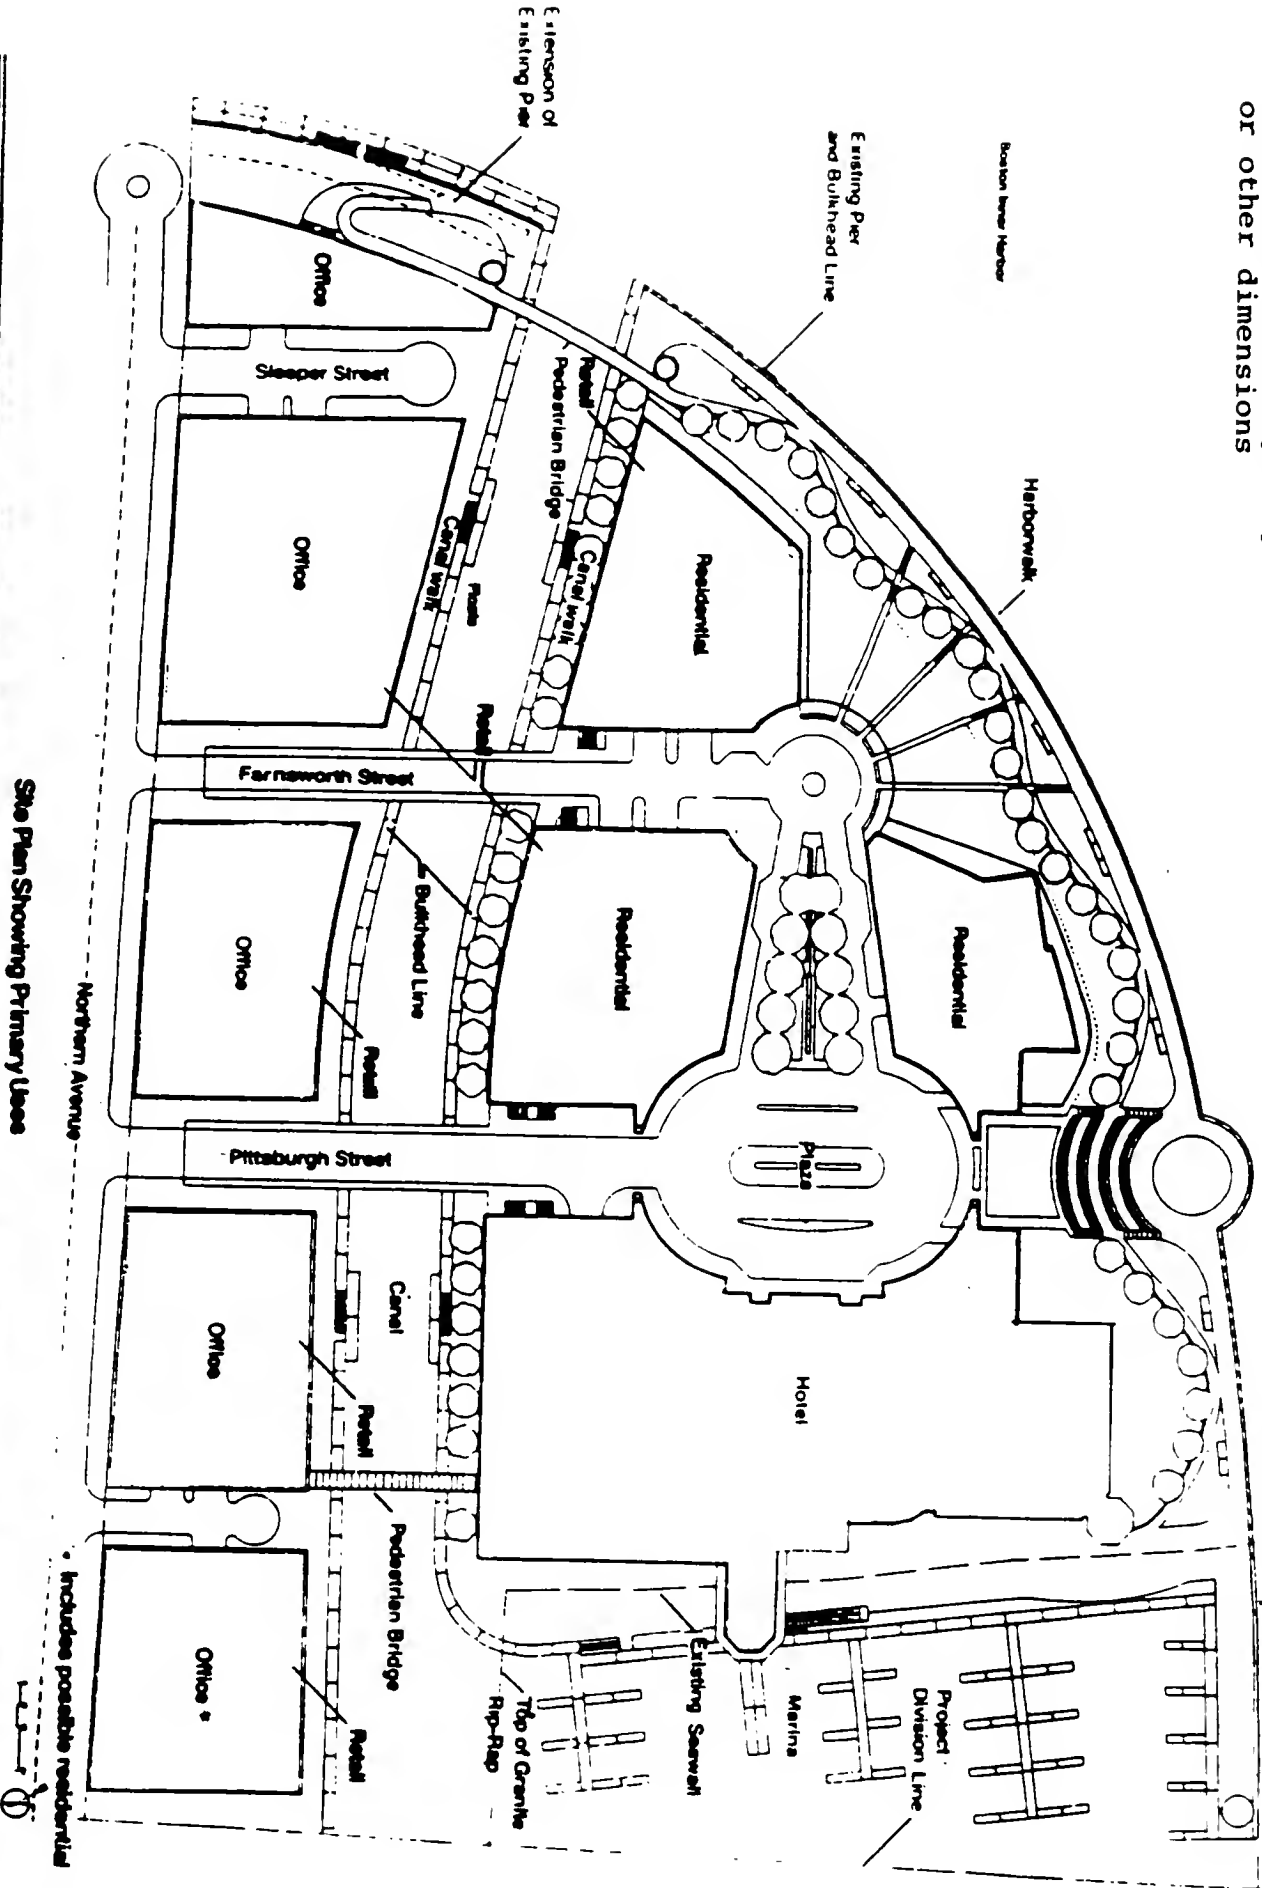 or other dimensions
Boston Inner Harbor
Extension of
Existing Pier
Existing Pier
and Bulkhead Line
Harborwalk
Office
Sleeper Street
Retail
Pedestrian Bridge
Office
Canal walk
Canal walk
Residential
Retail
Farnsworth Street
Bulkhead Line
Residential
Residential
Office
Retail
Northern Avenue
Pittsburgh Street
Plaza
Canal
Office
Retail
Hotel
Pedestrian Bridge
Office *
Retail
Existing Seawall
Top of Granite
Rip-Rap
Marina
Project
Division Line
* Includes possible residential
Site Plan Showing Primary Uses